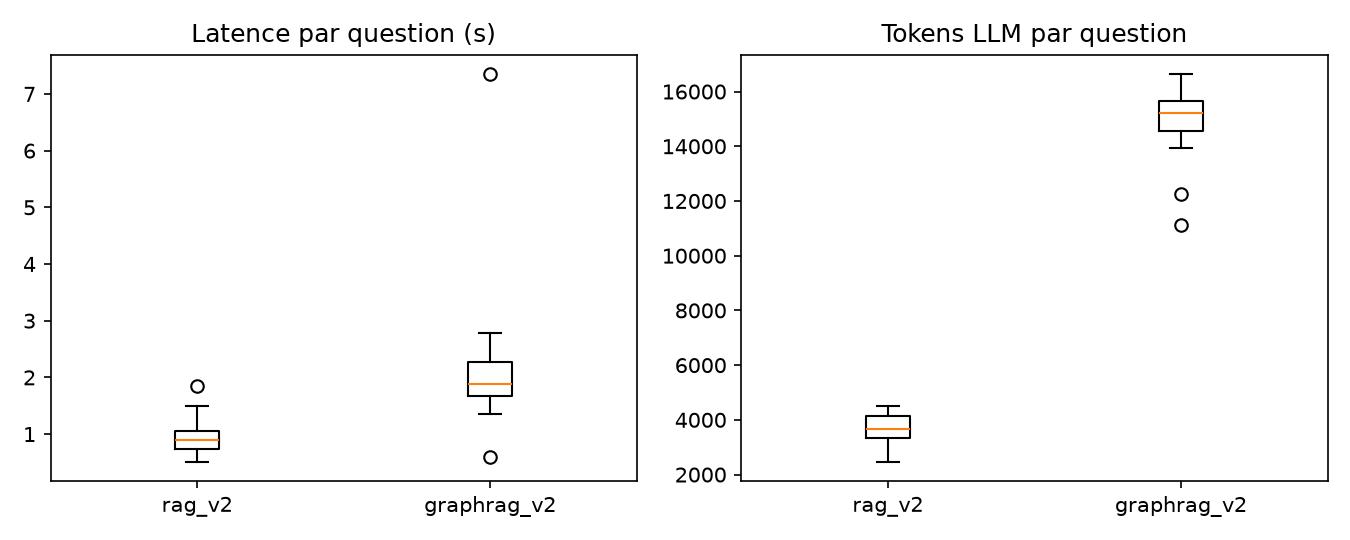 Latence par question (s)
7
6
5
4
3
2
1
rag_v2
graphrag_v2
Tokens LLM par question
16000
14000
12000
10000
8000
6000
4000
2000
rag_v2
graphrag_v2